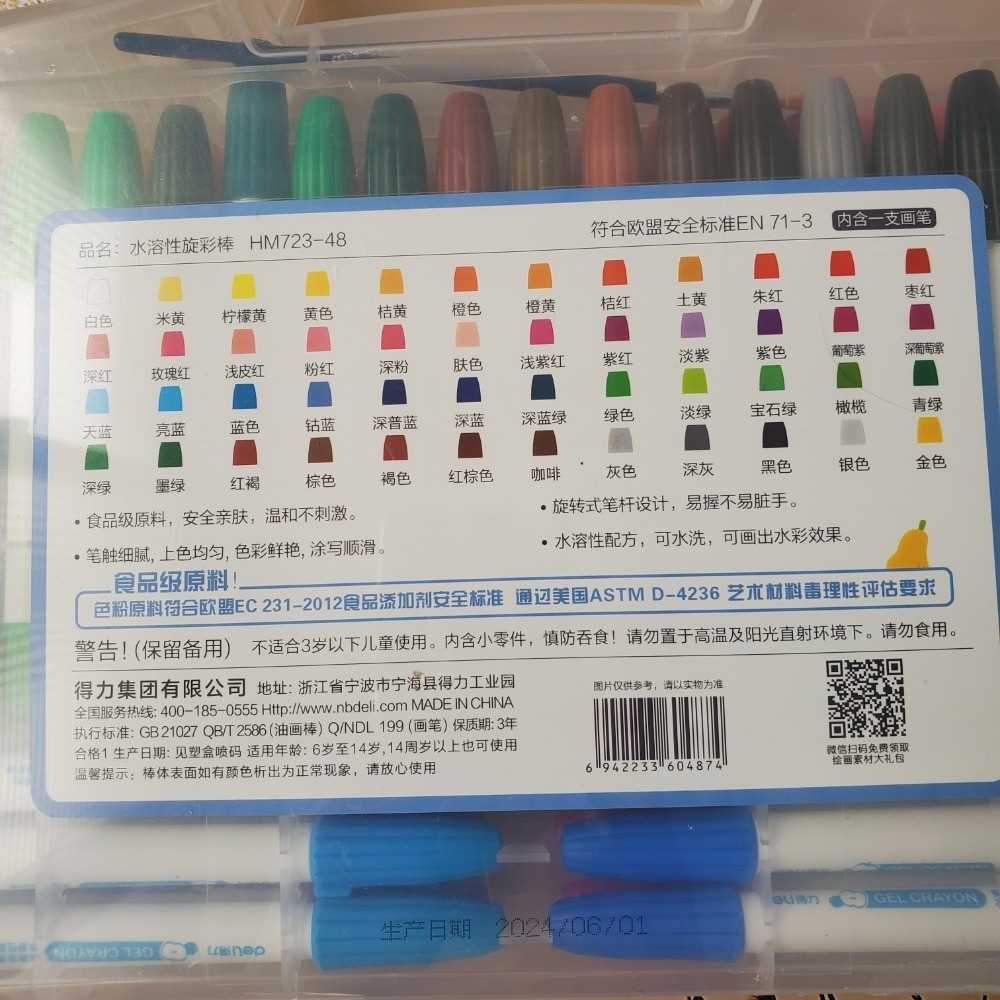 品名：水溶性旋彩棒 HM723-48
符合欧盟安全标准EN 71-3 内含一支画笔
白色 米黄 柠檬黄 黄色 桔黄 橙色 橙黄 桔红 土黄 朱红 红色 枣红
深红 玫瑰红 浅皮红 粉红 深粉 肤色 浅紫红 紫红 淡紫 紫色 葡萄紫 深葡萄紫
天蓝 亮蓝 蓝色 钴蓝 深普蓝 深蓝 深蓝绿 绿色 淡绿 宝石绿 橄榄 青绿
深绿 墨绿 红褐 棕色 褐色 红棕色 咖啡 灰色 深灰 黑色 银色 金色
• 食品级原料，安全亲肤，温和不刺激。
• 旋转式笔杆设计，易握不易脏手。
• 笔触细腻,上色均匀,色彩鲜艳,涂写顺滑。
• 水溶性配方，可水洗，可画出水彩效果。
食品级原料!
色粉原料符合欧盟EC 231-2012食品添加剂安全标准 通过美国ASTM D-4236 艺术材料毒理性评估要求
警告！(保留备用) 不适合3岁以下儿童使用。内含小零件，慎防吞食！请勿置于高温及阳光直射环境下。请勿食用。
得力集团有限公司 地址：浙江省宁波市宁海县得力工业园
全国服务热线: 400-185-0555 Http://www.nbdeli.com MADE IN CHINA
执行标准: GB 21027 QB/T 2586 (油画棒) Q/NDL 199 (画笔) 保质期: 3年
合格1 生产日期: 见塑盒喷码 适用年龄: 6岁至14岁,14周岁以上也可使用
温馨提示：棒体表面如有颜色析出为正常现象，请放心使用
图片仅供参考，请以实物为准
6 942233 604874
微信扫码免费领取
绘画素材大礼包
deli得力 GEL CRAYON
生产日期 2024/06/01
deli得力 GEL CRAYON